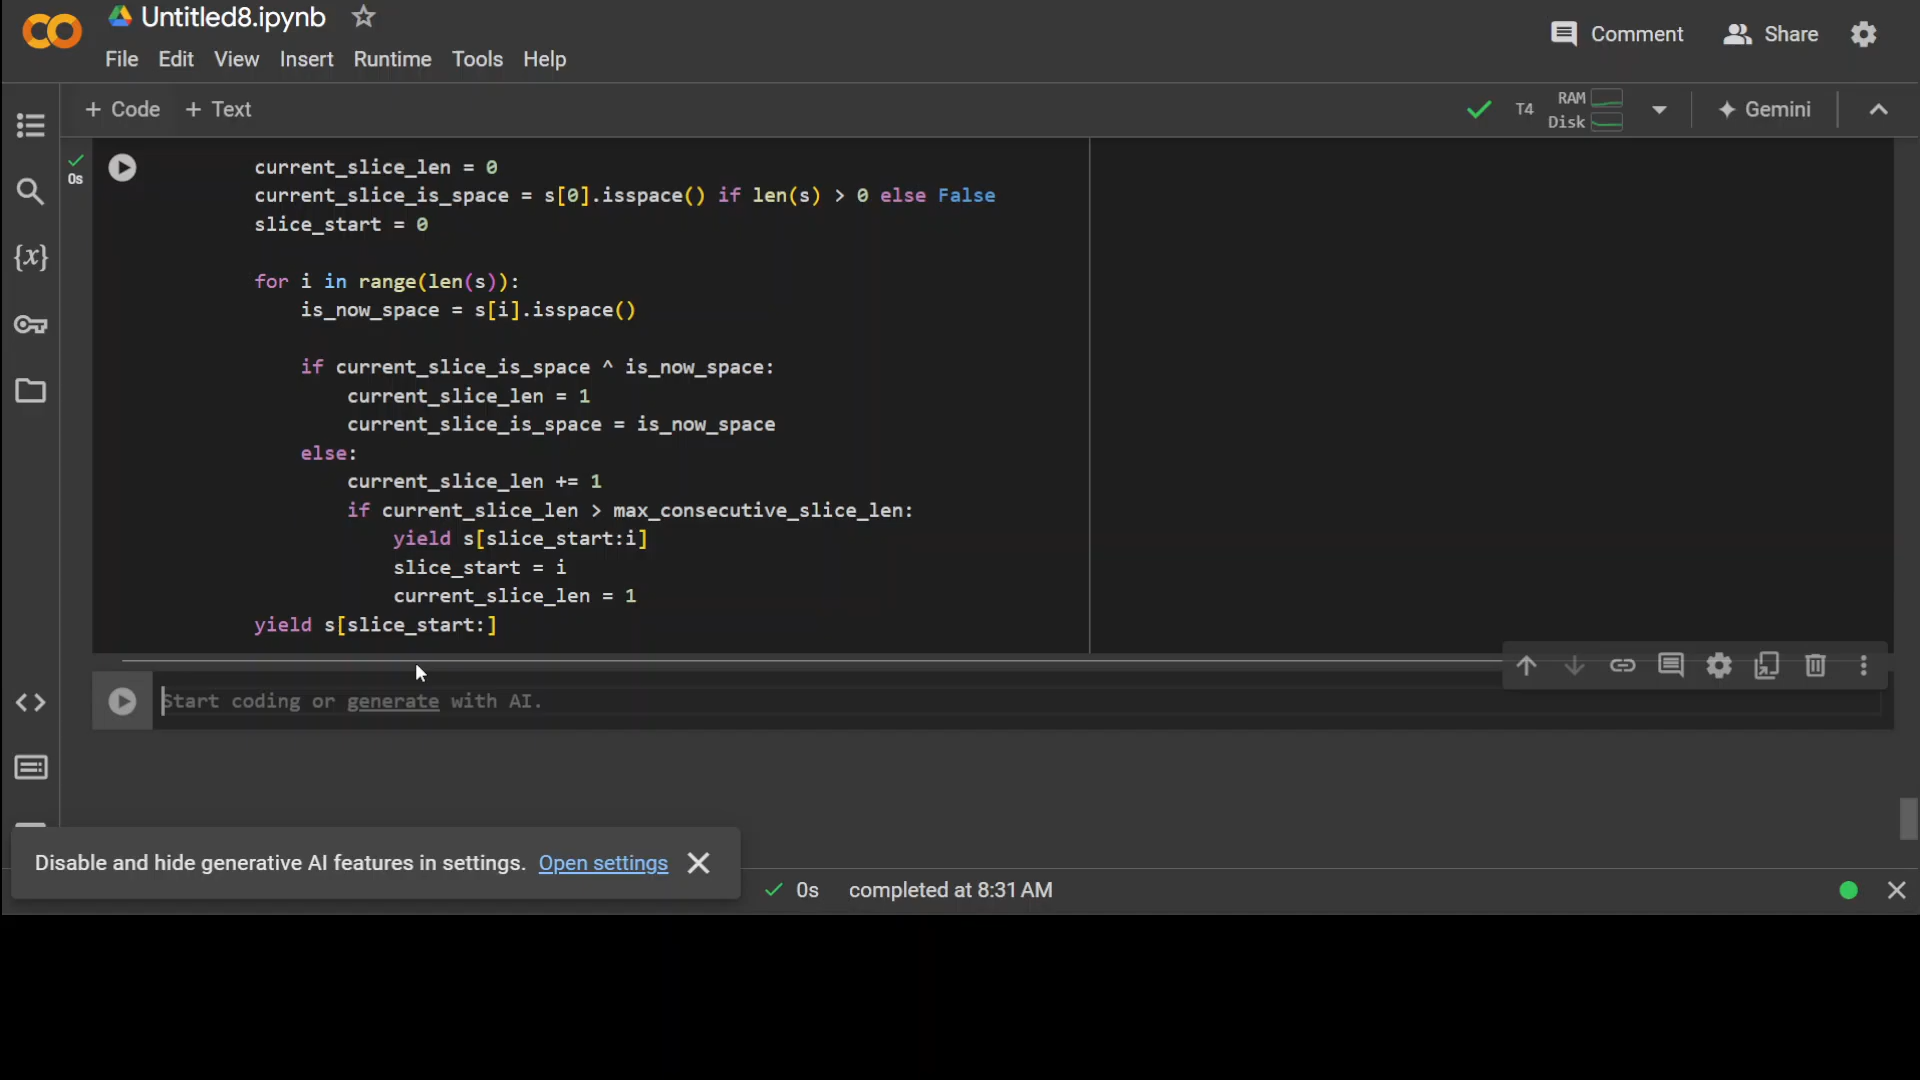 Untitled8.ipynb
Comment
Share
File Edit View Insert Runtime Tools Help
+ Code + Text
T4
RAM
Disk
Gemini
0s
current_slice_len = 0
current_slice_is_space = s[0].isspace() if len(s) > 0 else False
slice_start = 0
for i in range(len(s)):
is_now_space = s[i].isspace()
if current_slice_is_space ^ is_now_space:
current_slice_len = 1
current_slice_is_space = is_now_space
else:
current_slice_len += 1
if current_slice_len > max_consecutive_slice_len:
yield s[slice_start:i]
slice_start = i
current_slice_len = 1
yield s[slice_start:]
Start coding or generate with AI.
Disable and hide generative AI features in settings. Open settings
0s completed at 8:31 AM